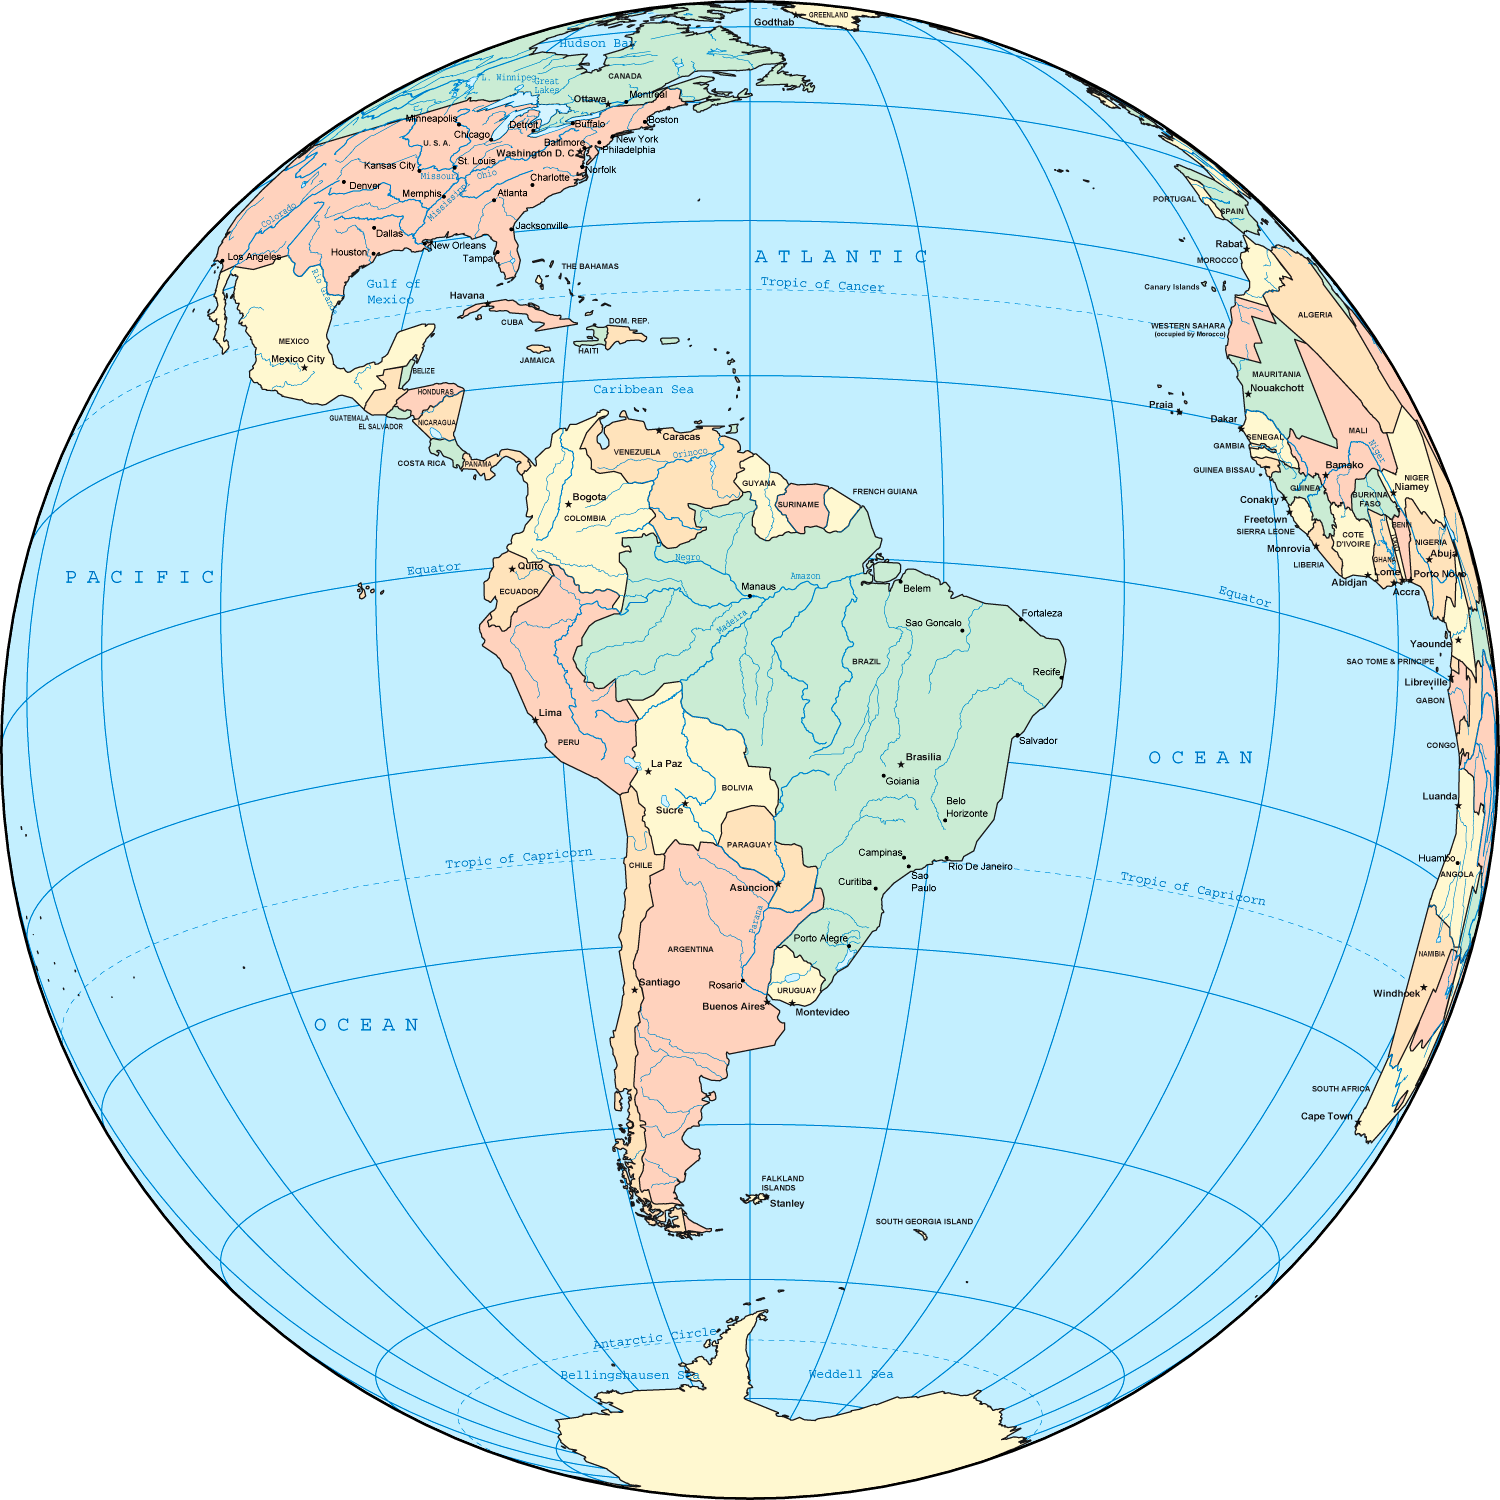 GREENLAND
Godthab
Hudson Bay
L. Winnipeg
Great
Lakes
CANADA
Ottawa
Montreal
Minneapolis
Chicago
Detroit
Buffalo
Boston
U. S. A.
Baltimore
New York
Washington D. C.
Philadelphia
Kansas City
St. Louis
Missouri
Ohio
Norfolk
Denver
Memphis
Charlotte
Mississippi
Atlanta
Colorado
Dallas
Jacksonville
Los Angeles
Houston
New Orleans
Tampa
Rio Grande
Gulf of
Mexico
THE BAHAMAS
Havana
CUBA
MEXICO
Mexico City
DOM. REP.
HAITI
JAMAICA
BELIZE
HONDURAS
GUATEMALA
EL SALVADOR
NICARAGUA
COSTA RICA
PANAMA
Caribbean Sea
ATLANTIC
Tropic of Cancer
PORTUGAL
SPAIN
Rabat
MOROCCO
Canary Islands
ALGERIA
WESTERN SAHARA
(occupied by Morocco)
MAURITANIA
Nouakchott
Praia
Dakar
SENEGAL
GAMBIA
MALI
Niger
GUINEA BISSAU
Bamako
GUINEA
NIGER
Niamey
BURKINA
FASO
Conakry
Freetown
SIERRA LEONE
COTE
D'IVOIRE
BENIN
TOGO
GHANA
NIGERIA
Abuja
Monrovia
LIBERIA
Abidjan
Lome
Porto Novo
Accra
Equator
Yaounde
SAO TOME & PRINCIPE
Libreville
GABON
CONGO
Luanda
Huambo
ANGOLA
NAMIBIA
Windhoek
SOUTH AFRICA
Cape Town
Caracas
VENEZUELA
Orinoco
GUYANA
SURINAME
FRENCH GUIANA
Bogota
COLOMBIA
PACIFIC
Equator
Quito
ECUADOR
Negro
Manaus
Amazon
Belem
Madeira
Sao Goncalo
Fortaleza
BRAZIL
Recife
Lima
PERU
Salvador
OCEAN
La Paz
BOLIVIA
Brasilia
Goiania
Sucre
Belo
Horizonte
PARAGUAY
Campinas
Rio De Janeiro
Sao
Paulo
Tropic of Capricorn
CHILE
Asuncion
Curitiba
Tropic of Capricorn
Parana
Porto Alegre
ARGENTINA
Santiago
Rosario
URUGUAY
Buenos Aires
Montevideo
OCEAN
FALKLAND
ISLANDS
Stanley
SOUTH GEORGIA ISLAND
Antarctic Circle
Bellingshausen Sea
Weddell Sea